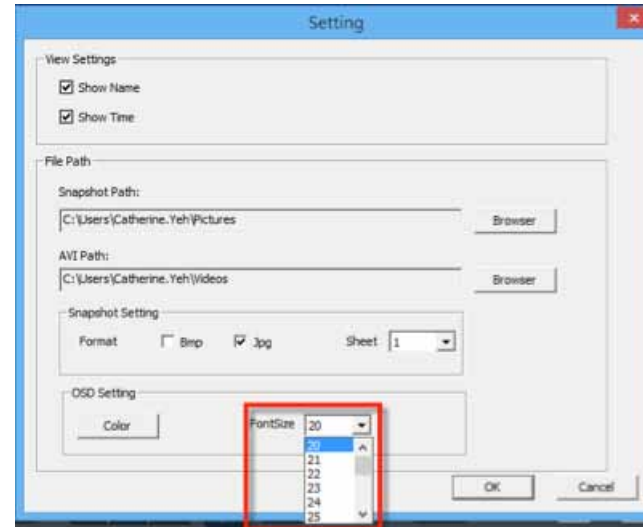 Setting
View Settings
Show Name
Show Time
File Path
Snapshot Path:
C:\Users\Catherine.Yeh\Pictures Browser
AVI Path:
C:\Users\Catherine.Yeh\Videos Browser
Snapshot Setting
Format Bmp Jpg Sheet 1
OSD Setting
Color FontSize 20
20
21
22
23
24
25
OK Cancel